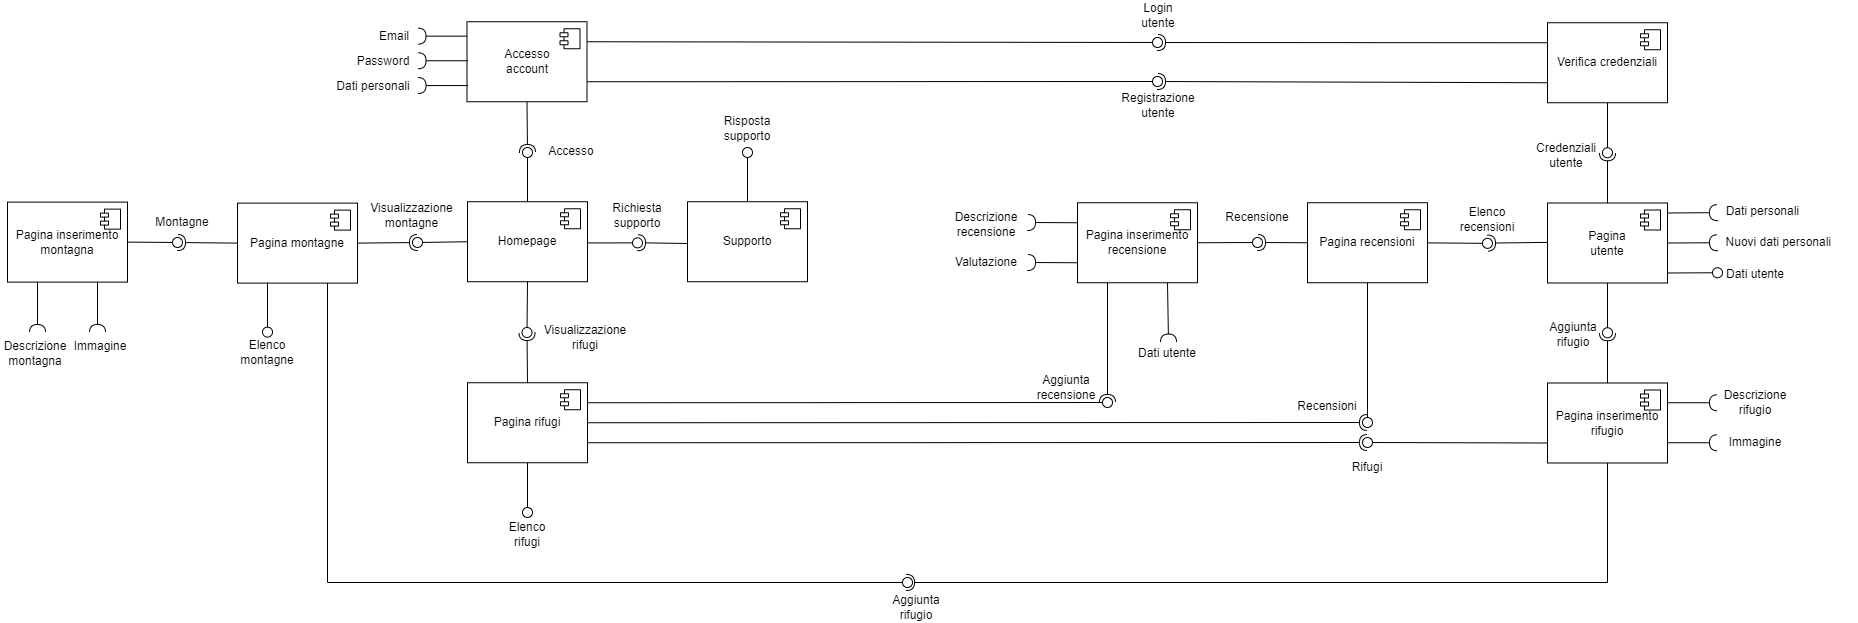 Login
utente
Email
Password
Dati personali
Accesso
account
Verifica credenziali
Registrazione
utente
Risposta
supporto
Accesso
Credenziali
utente
Pagina inserimento
montagna
Montagne
Pagina montagne
Visualizzazione
montagne
Homepage
Richiesta
supporto
Supporto
Descrizione
recensione
Valutazione
Pagina inserimento
recensione
Recensione
Pagina recensioni
Elenco
recensioni
Pagina
utente
Dati personali
Nuovi dati personali
Dati utente
Descrizione
montagna
Immagine
Elenco
montagne
Visualizzazione
rifugi
Dati utente
Aggiunta
rifugio
Pagina rifugi
Aggiunta
recensione
Recensioni
Rifugi
Pagina inserimento
rifugio
Descrizione
rifugio
Immagine
Elenco
rifugi
Aggiunta
rifugio